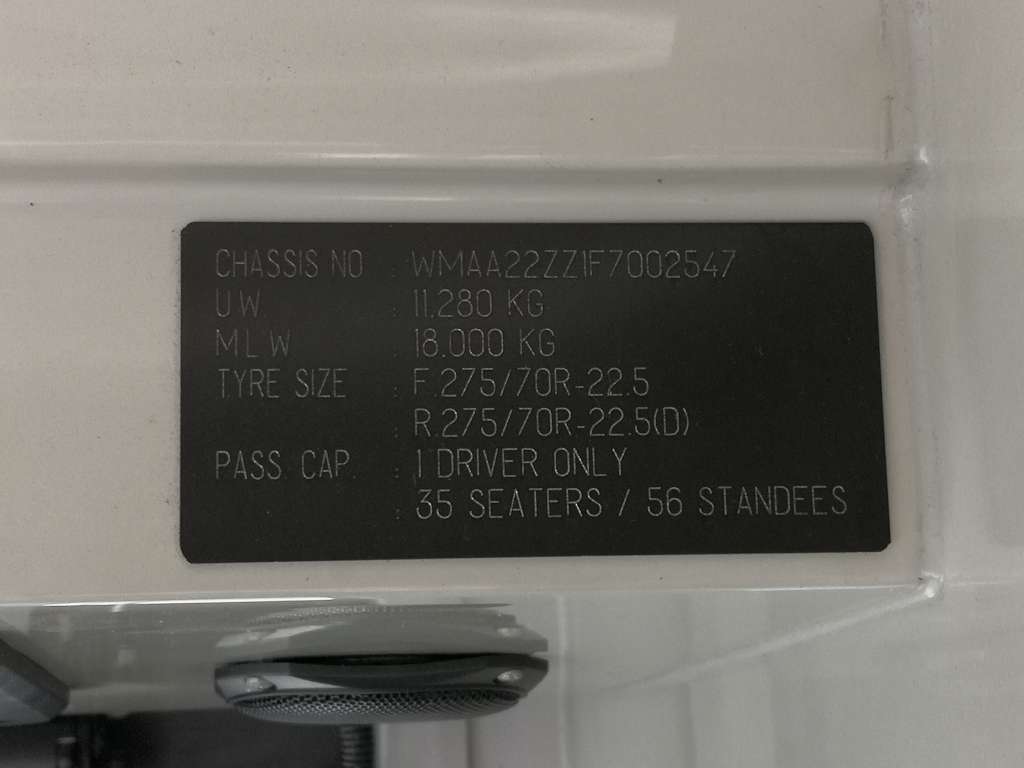 CHASSIS NO : WMAA22ZZ1F7002547
U W : 11.280 KG
M L W : 18.000 KG
TYRE SIZE : F.275/70R-22.5
: R.275/70R-22.5(D)
PASS CAP. : 1 DRIVER ONLY
: 35 SEATERS / 56 STANDEES